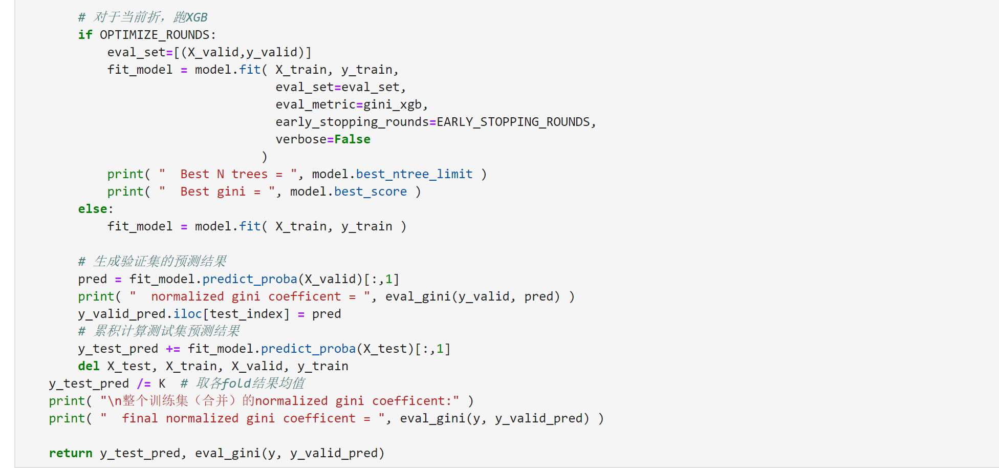 # 对于当前折，跑XGB
if OPTIMIZE_ROUNDS:
eval_set=[(X_valid,y_valid)]
fit_model = model.fit( X_train, y_train,
eval_set=eval_set,
eval_metric=gini_xgb,
early_stopping_rounds=EARLY_STOPPING_ROUNDS,
verbose=False
)
print( "  Best N trees = ", model.best_ntree_limit )
print( "  Best gini = ", model.best_score )
else:
fit_model = model.fit( X_train, y_train )
# 生成验证集的预测结果
pred = fit_model.predict_proba(X_valid)[:,1]
print( "  normalized gini coefficent = ", eval_gini(y_valid, pred) )
y_valid_pred.iloc[test_index] = pred
# 累积计算测试集预测结果
y_test_pred += fit_model.predict_proba(X_test)[:,1]
del X_test, X_train, X_valid, y_train
y_test_pred /= K  # 取各fold结果均值
print( "\n整个训练集（合并）的normalized gini coefficent:" )
print( "  final normalized gini coefficent = ", eval_gini(y, y_valid_pred) )
return y_test_pred, eval_gini(y, y_valid_pred)